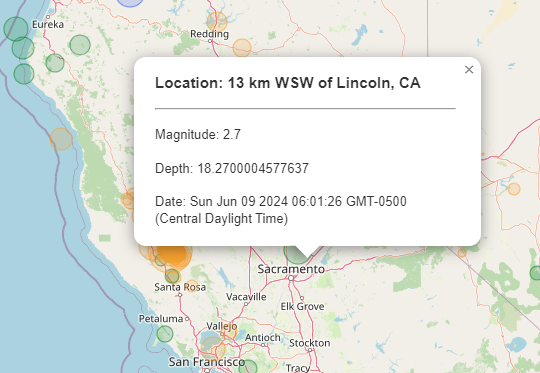 Eureka
Redding
×
Location: 13 km WSW of Lincoln, CA
Magnitude: 2.7
Depth: 18.2700004577637
Date: Sun Jun 09 2024 06:01:26 GMT-0500
(Central Daylight Time)
Sacramento
Santa Rosa
Vacaville
Elk Grove
Petaluma
Vallejo
Antioch
Stockton
San Francisco
Tracy